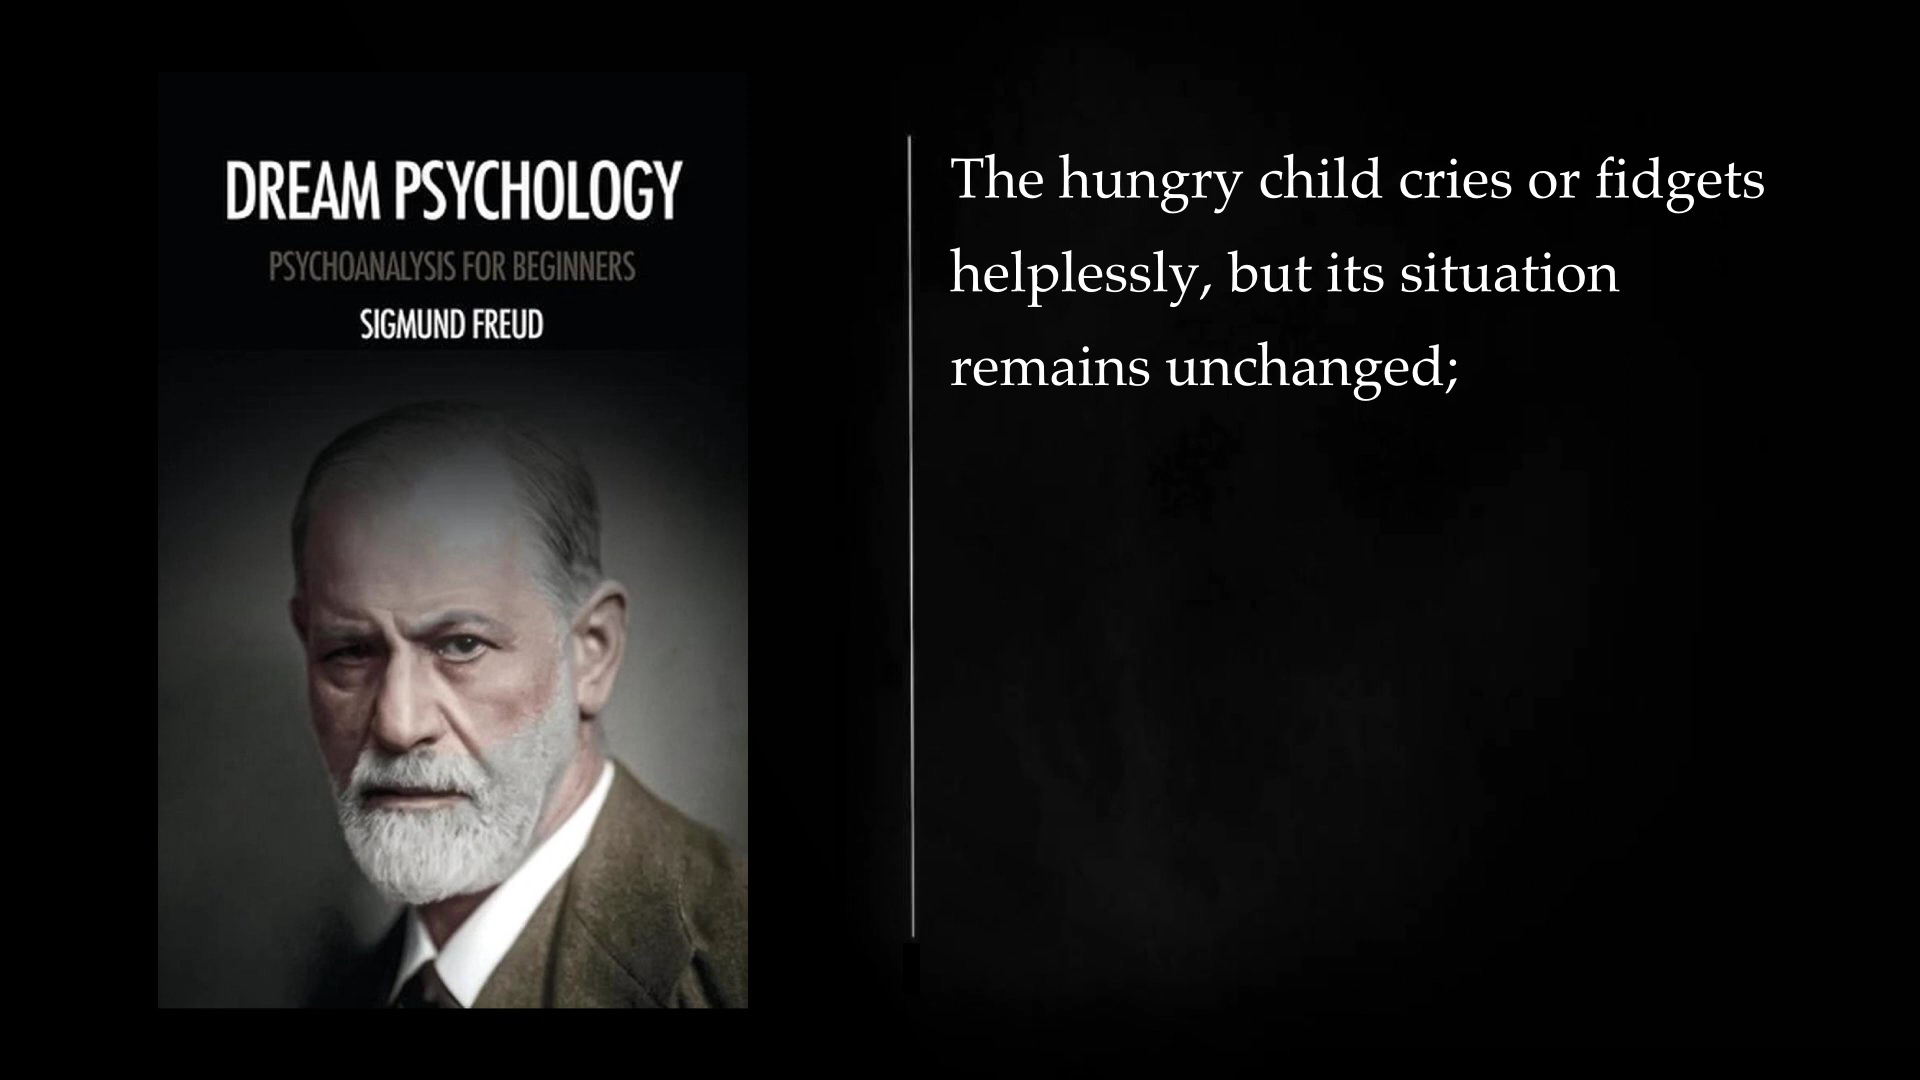 DREAM PSYCHOLOGY
PSYCHOANALYSIS FOR BEGINNERS
SIGMUND FREUD
The hungry child cries or fidgets
helplessly, but its situation
remains unchanged;